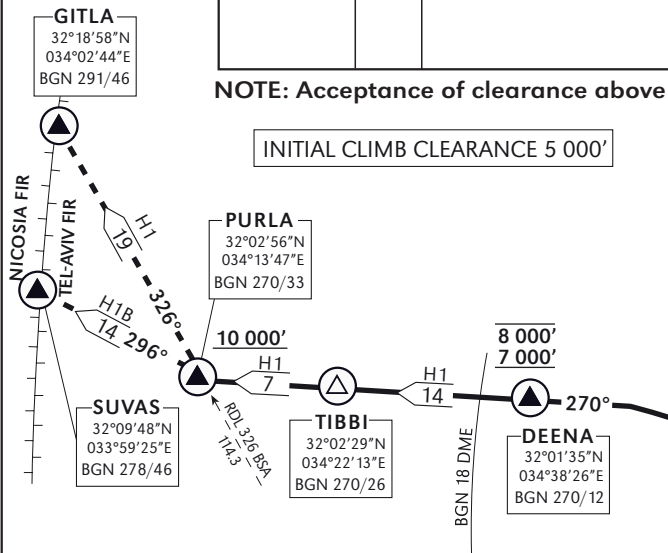 GITLA
32°18'58"N
034°02'44"E
BGN 291/46
NOTE: Acceptance of clearance above
INITIAL CLIMB CLEARANCE 5 000'
NICOSIA FIR
TEL-AVIV FIR
H1
19
326°
PURLA
32°02'56"N
034°13'47"E
BGN 270/33
H1B
14
296°
10 000'
H1
7
H1
14
8 000'
7 000'
270°
SUVAS
32°09'48"N
033°59'25"E
BGN 278/46
RDL 326 BSA
114.3
TIBBI
32°02'29"N
034°22'13"E
BGN 270/26
BGN 18 DME
DEENA
32°01'35"N
034°38'26"E
BGN 270/12